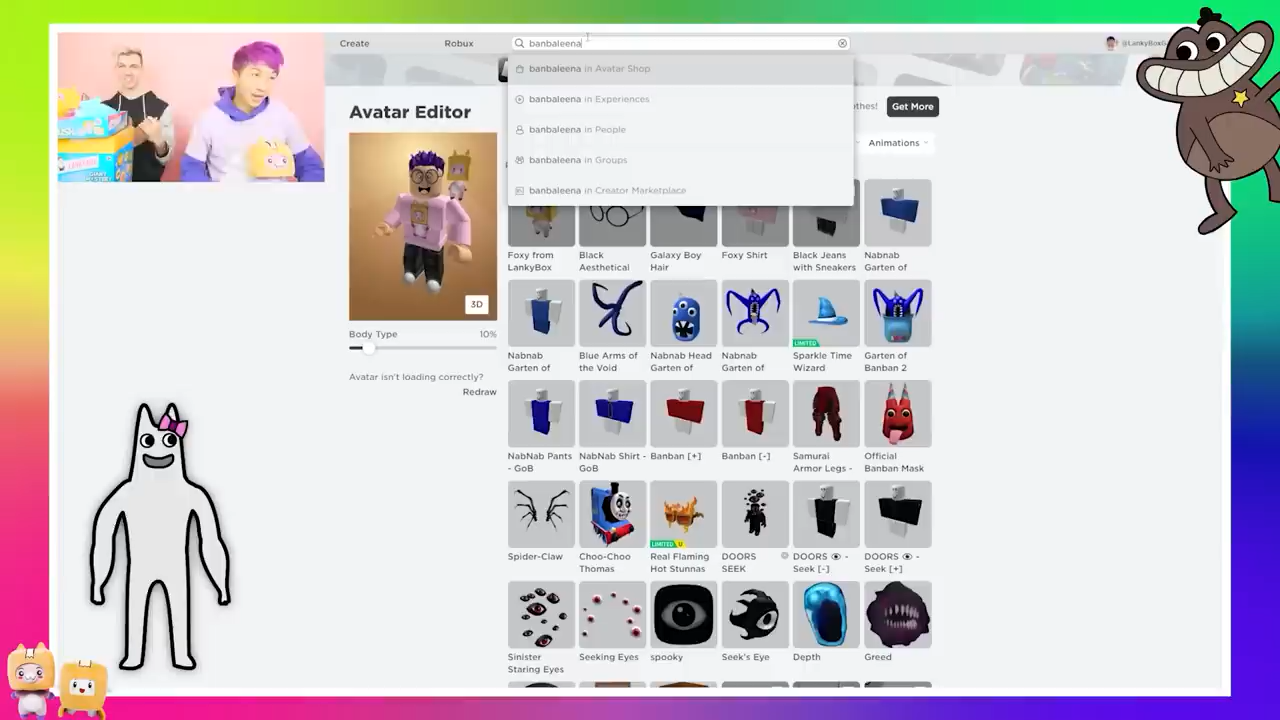 Create
Robux
banbaleena
@LankyBoxG
banbaleena in Avatar Shop
banbaleena in Experiences
banbaleena in People
banbaleena in Groups
banbaleena in Creator Marketplace
Avatar Editor
Get More
Animations
3D
Body Type 10%
Avatar isn't loading correctly?
Redraw
Foxy from
LankyBox
Black
Aesthetical
Galaxy Boy
Hair
Foxy Shirt
Black Jeans
with Sneakers
Nabnab
Garten of
Nabnab
Garten of
Blue Arms of
the Void
Nabnab Head
Garten of
Nabnab
Garten of
LIMITED
Sparkle Time
Wizard
Garten of
Banban 2
NabNab Pants
- GoB
NabNab Shirt -
GoB
Banban [+]
Banban [-]
Samurai
Armor Legs -
Official
Banban Mask
Spider-Claw
Choo-Choo
Thomas
LIMITED U
Real Flaming
Hot Stunnas
DOORS
SEEK
DOORS 👁 -
Seek [-]
DOORS 👁 -
Seek [+]
Sinister
Staring Eyes
Seeking Eyes
spooky
Seek's Eye
Depth
Greed